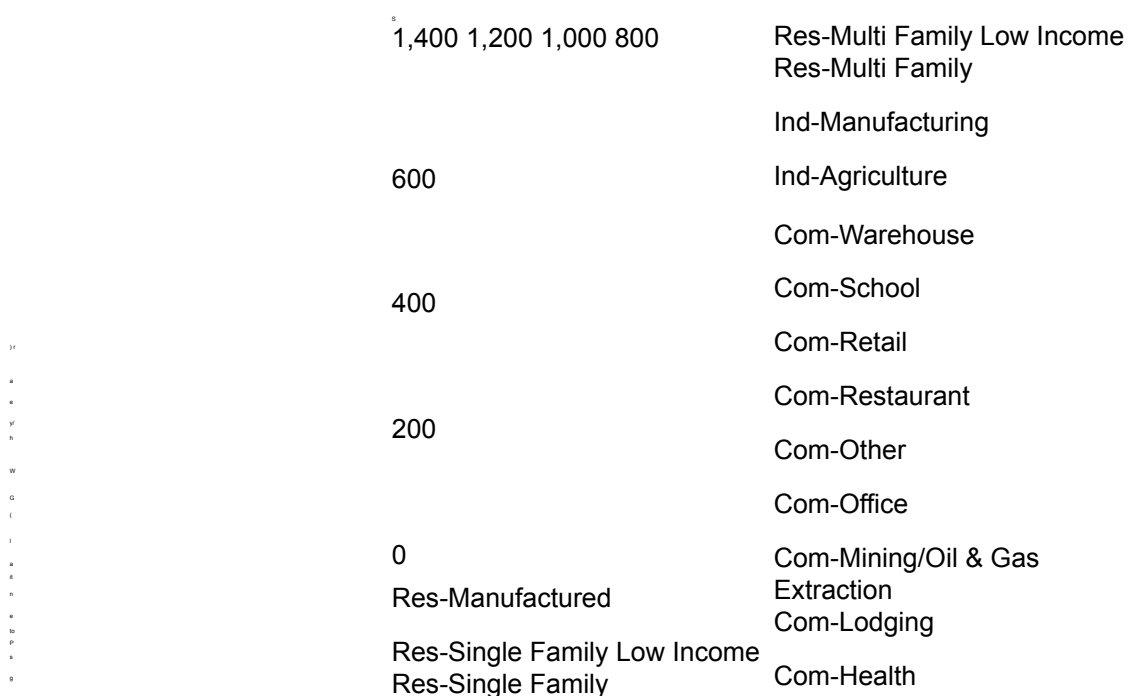 ) r
a
e
y/
h
W
G
(
l
a
it
n
e
to
P
s
g
s
1,400 1,200 1,000 800
600
400
200
0
Res-Manufactured
Res-Single Family Low Income
Res-Single Family
Res-Multi Family Low Income
Res-Multi Family
Ind-Manufacturing
Ind-Agriculture
Com-Warehouse
Com-School
Com-Retail
Com-Restaurant
Com-Other
Com-Office
Com-Mining/Oil & Gas
Extraction
Com-Lodging
Com-Health